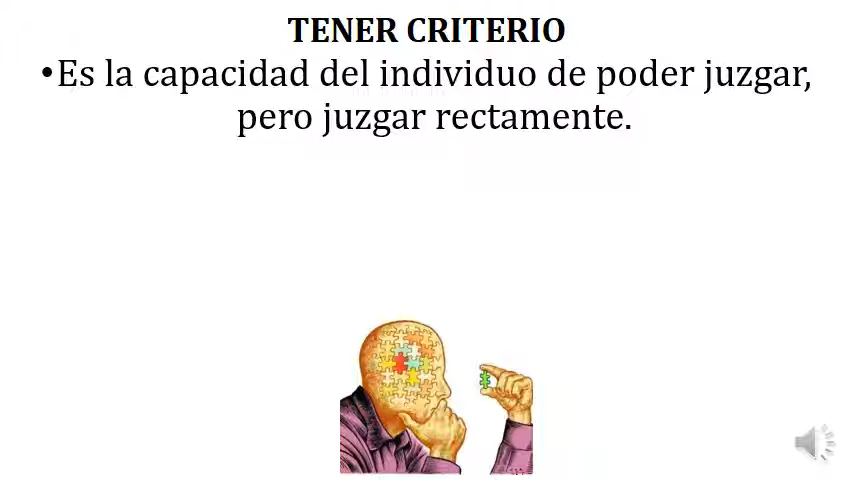 TENER CRITERIO
•Es la capacidad del individuo de poder juzgar,
pero juzgar rectamente.